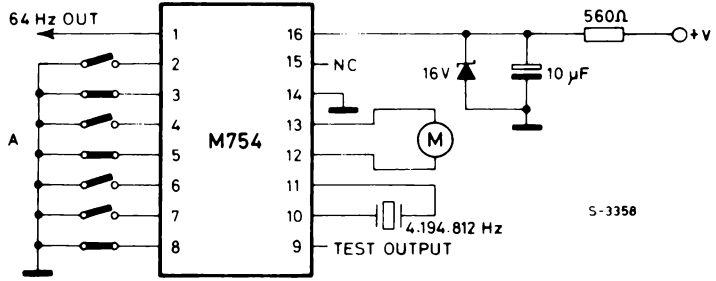 64 Hz OUT
560Ω
+V
1
16
2
15
NC
16V
10 μF
3
14
A
4
13
M754
M
5
12
6
11
7
10
4.194.812 Hz
S-3358
8
9
TEST OUTPUT